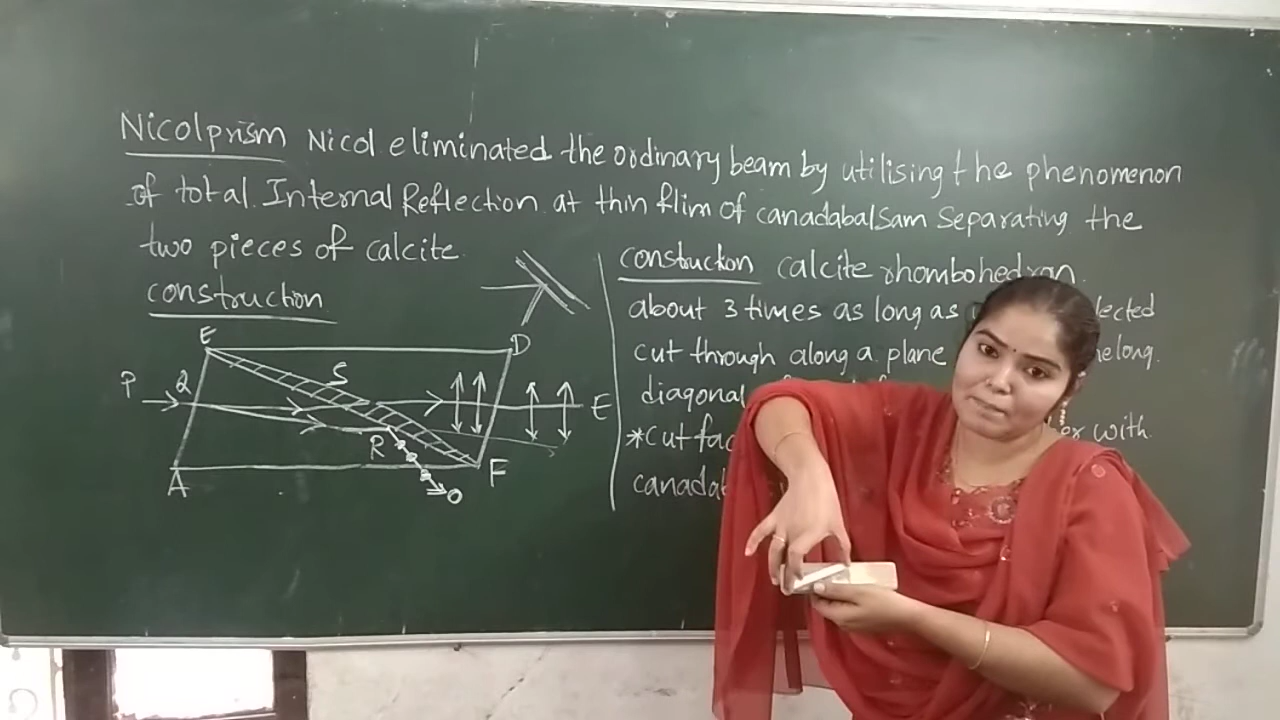 Nicolprism Nicol eliminated the ordinary beam by utilising the phenomenon
of total Internal Reflection at thin flim of canadabalsam Separating the
two pieces of calcite
construction
E
D
S
P
Q
E
R
A
F
O
construction calcite rhombohedran
about 3 times as long as
cut through along a plane
diagonal
*cut with